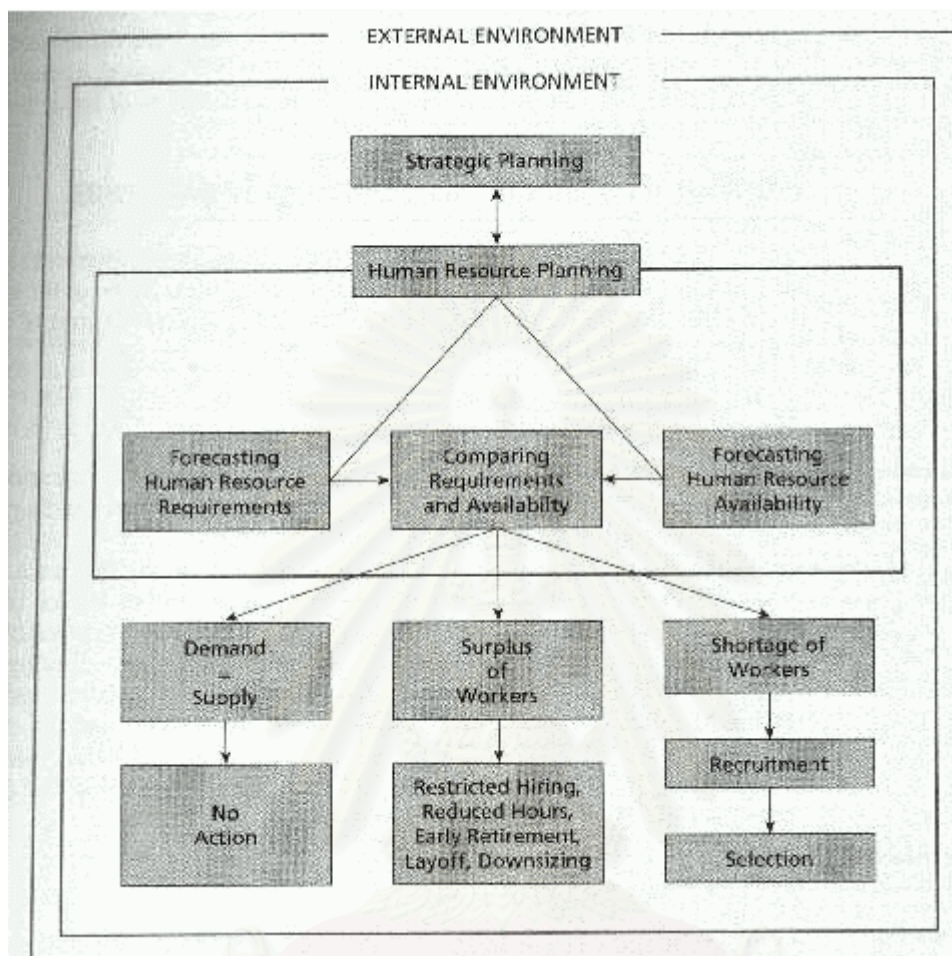 EXTERNAL ENVIRONMENT
INTERNAL ENVIRONMENT
Strategic Planning
Human Resource Planning
Forecasting
Human Resource
Requirements
Comparing
Requirements
and Availabilty
Forecasting
Human Resource
Availability
Demand
Supply
Surplus
of
Workers
Shortage of
Workers
No
Action
Restricted Hiring,
Reduced Hours,
Early Retirement,
Layoff, Downsizing
Recruitment
Selection